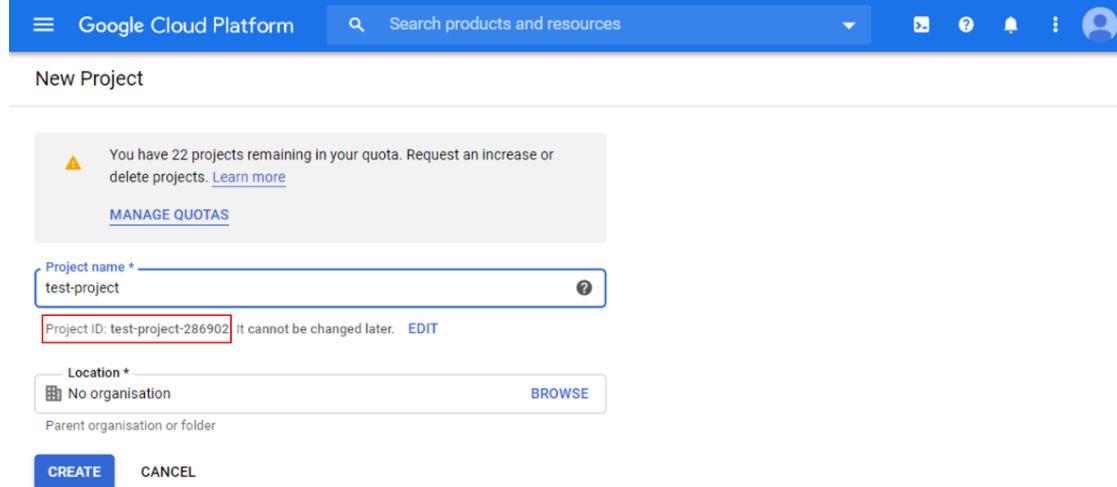 Google Cloud Platform
Search products and resources
New Project
You have 22 projects remaining in your quota. Request an increase or
delete projects. Learn more
MANAGE QUOTAS
Project name *
test-project
Project ID: test-project-286902. It cannot be changed later. EDIT
Location *
No organisation BROWSE
Parent organisation or folder
CREATE CANCEL